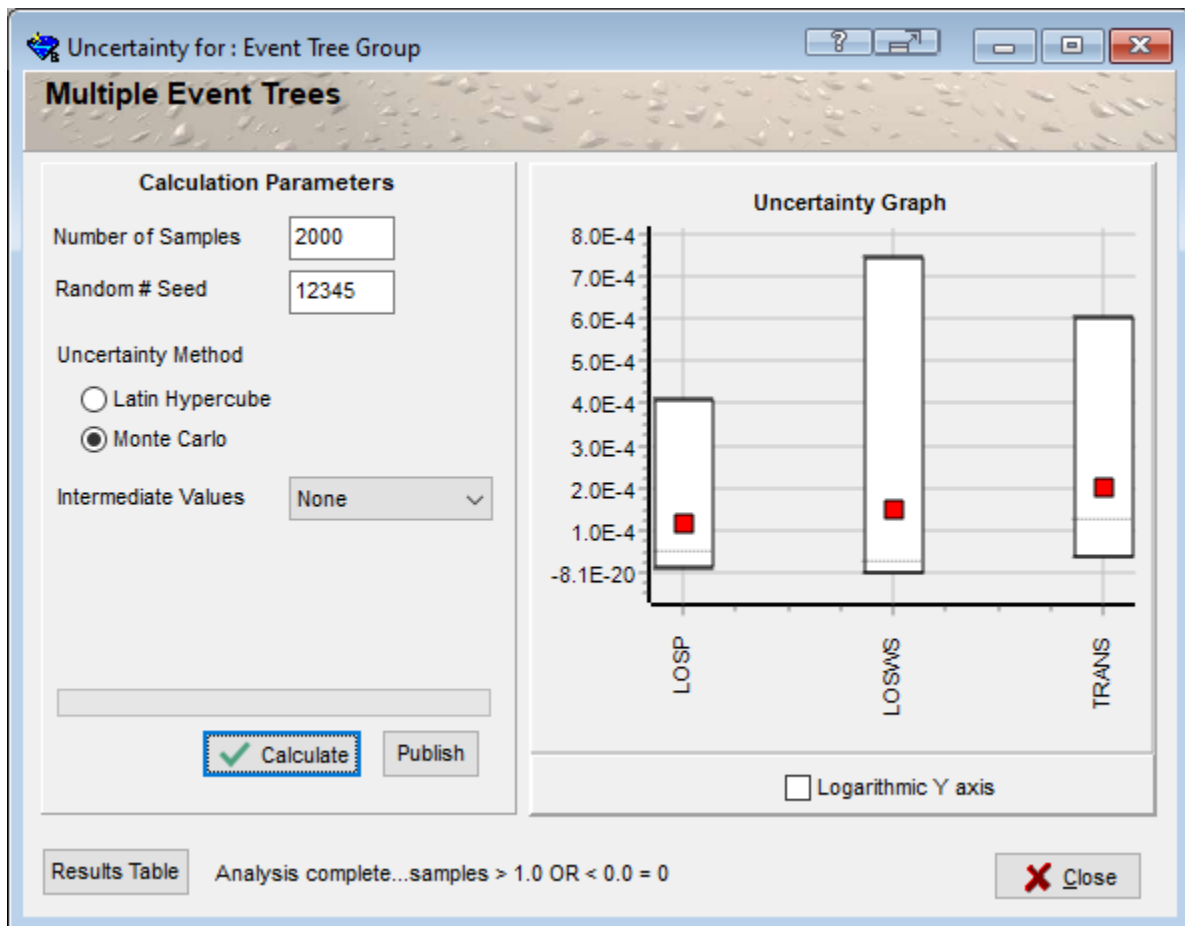 Uncertainty for : Event Tree Group
Multiple Event Trees
Calculation Parameters
Number of Samples 2000
Random # Seed 12345
Uncertainty Method
Latin Hypercube
Monte Carlo
Intermediate Values None
Calculate Publish
Uncertainty Graph
8.0E-4
7.0E-4
6.0E-4
5.0E-4
4.0E-4
3.0E-4
2.0E-4
1.0E-4
-8.1E-20
LOSP LOSWS TRANS
Logarithmic Y axis
Results Table Analysis complete...samples > 1.0 OR < 0.0 = 0 Close